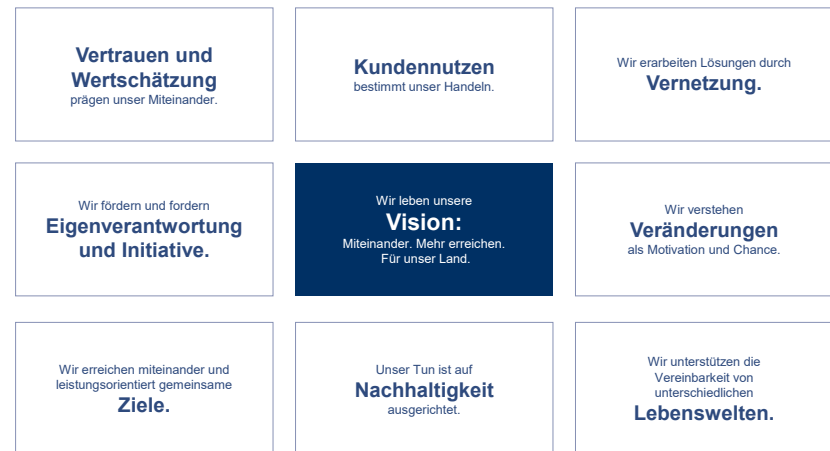 Vertrauen und
Wertschätzung
prägen unser Miteinander.
Kundennutzen
bestimmt unser Handeln.
Wir erarbeiten Lösungen durch
Vernetzung.
Wir fördern und fordern
Eigenverantwortung
und Initiative.
Wir leben unsere
Vision:
Miteinander. Mehr erreichen.
Für unser Land.
Wir verstehen
Veränderungen
als Motivation und Chance.
Wir erreichen miteinander und
leistungsorientiert gemeinsame
Ziele.
Unser Tun ist auf
Nachhaltigkeit
ausgerichtet.
Wir unterstützen die
Vereinbarkeit von
unterschiedlichen
Lebenswelten.